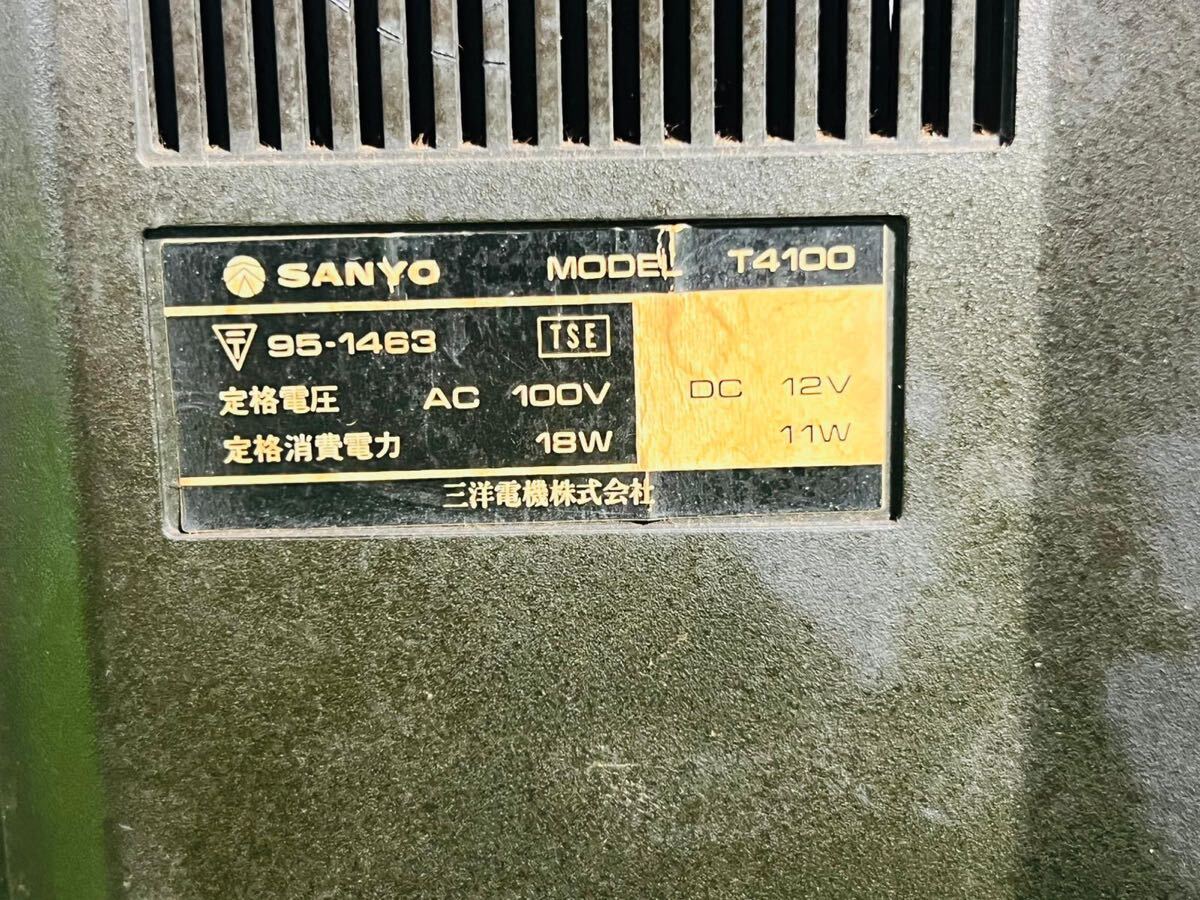 SANYO MODEL T4100
〒 95-1463 TSE
定格電圧 AC 100V DC 12V
定格消費電力 18W 11W
三洋電機株式会社